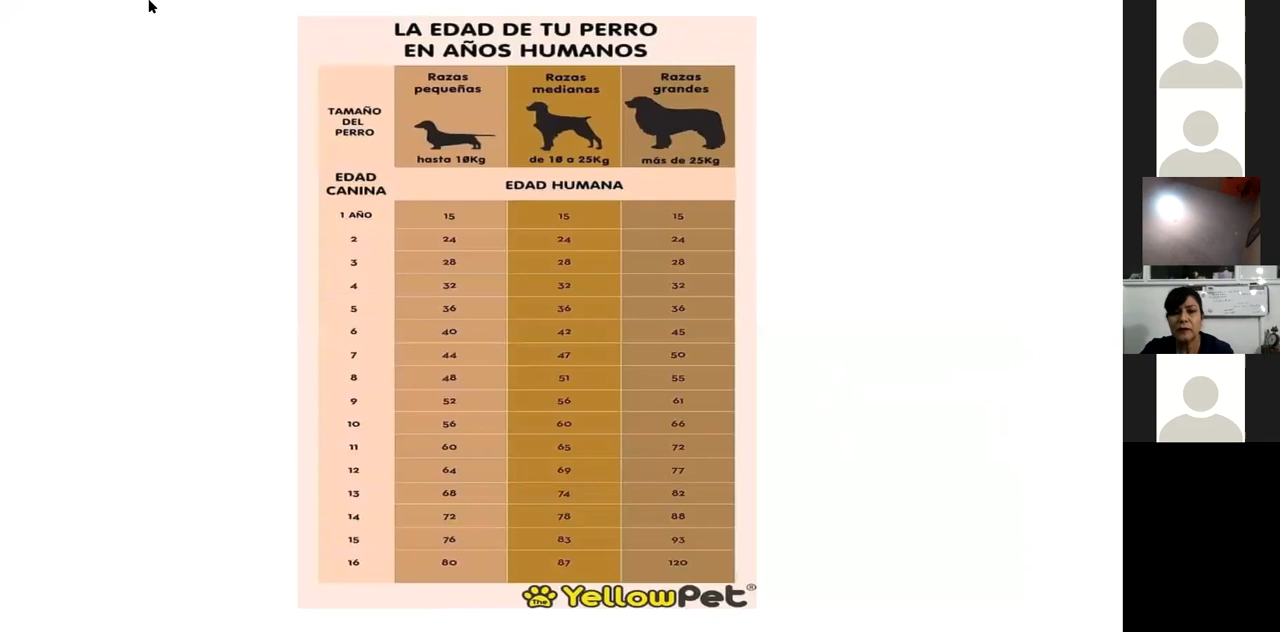 LA EDAD DE TU PERRO
EN AÑOS HUMANOS
TAMAÑO
DEL
PERRO
Razas
pequeñas
hasta 10Kg
Razas
medianas
de 10 a 25Kg
Razas
grandes
más de 25Kg
EDAD
CANINA
EDAD HUMANA
1 AÑO 15 15 15
2 24 24 24
3 28 28 28
4 32 32 32
5 36 36 36
6 40 42 45
7 44 47 50
8 48 51 55
9 52 56 61
10 56 60 66
11 60 65 72
12 64 69 77
13 68 74 82
14 72 78 88
15 76 83 93
16 80 87 120
The YellowPet®